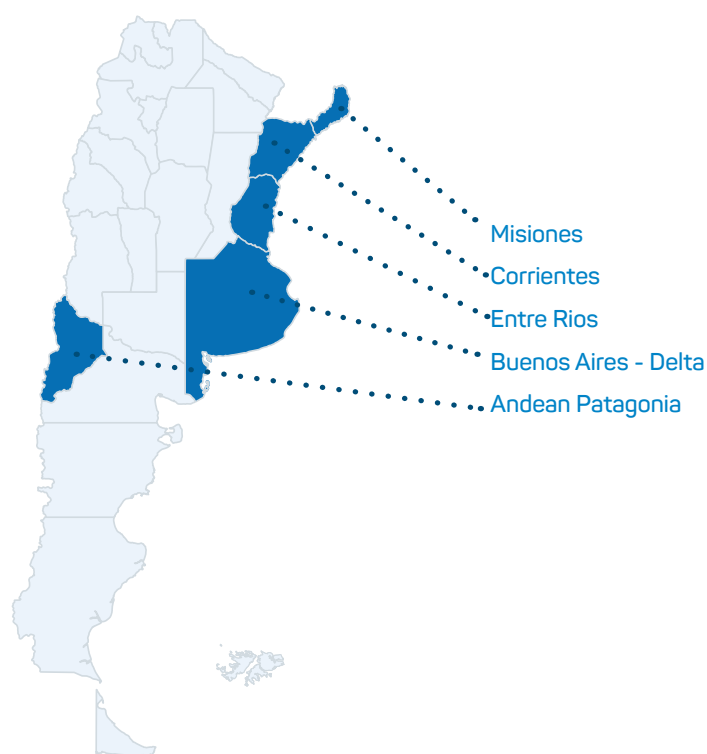 Misiones
Corrientes
Entre Rios
Buenos Aires - Delta
Andean Patagonia